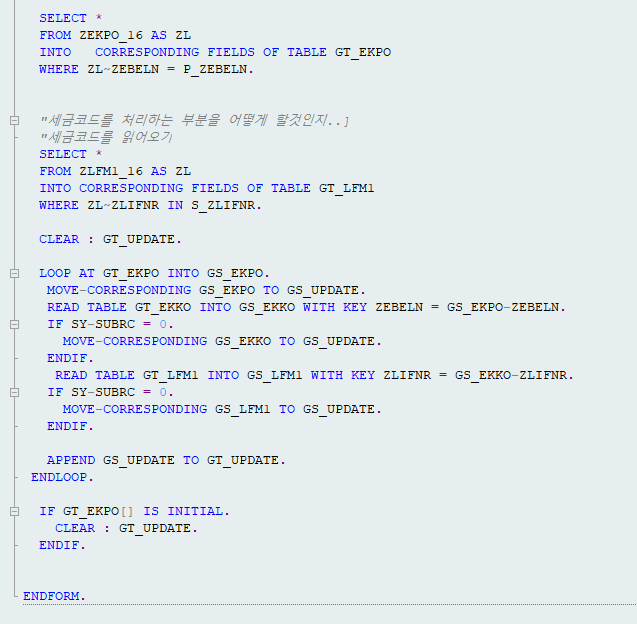 SELECT *
FROM ZEKPO_16 AS ZL
INTO   CORRESPONDING FIELDS OF TABLE GT_EKPO
WHERE ZL~ZEBELN = P_ZEBELN.
"세금코드를 처리하는 부분을 어떻게 할것인지..]
"세금코드를 읽어오기
SELECT *
FROM ZLFM1_16 AS ZL
INTO CORRESPONDING FIELDS OF TABLE GT_LFM1
WHERE ZL~ZLIFNR IN S_ZLIFNR.
CLEAR : GT_UPDATE.
LOOP AT GT_EKPO INTO GS_EKPO.
MOVE-CORRESPONDING GS_EKPO TO GS_UPDATE.
READ TABLE GT_EKKO INTO GS_EKKO WITH KEY ZEBELN = GS_EKPO-ZEBELN.
IF SY-SUBRC = 0.
MOVE-CORRESPONDING GS_EKKO TO GS_UPDATE.
ENDIF.
READ TABLE GT_LFM1 INTO GS_LFM1 WITH KEY ZLIFNR = GS_EKKO-ZLIFNR.
IF SY-SUBRC = 0.
MOVE-CORRESPONDING GS_LFM1 TO GS_UPDATE.
ENDIF.
APPEND GS_UPDATE TO GT_UPDATE.
ENDLOOP.
IF GT_EKPO[] IS INITIAL.
CLEAR : GT_UPDATE.
ENDIF.
ENDFORM.